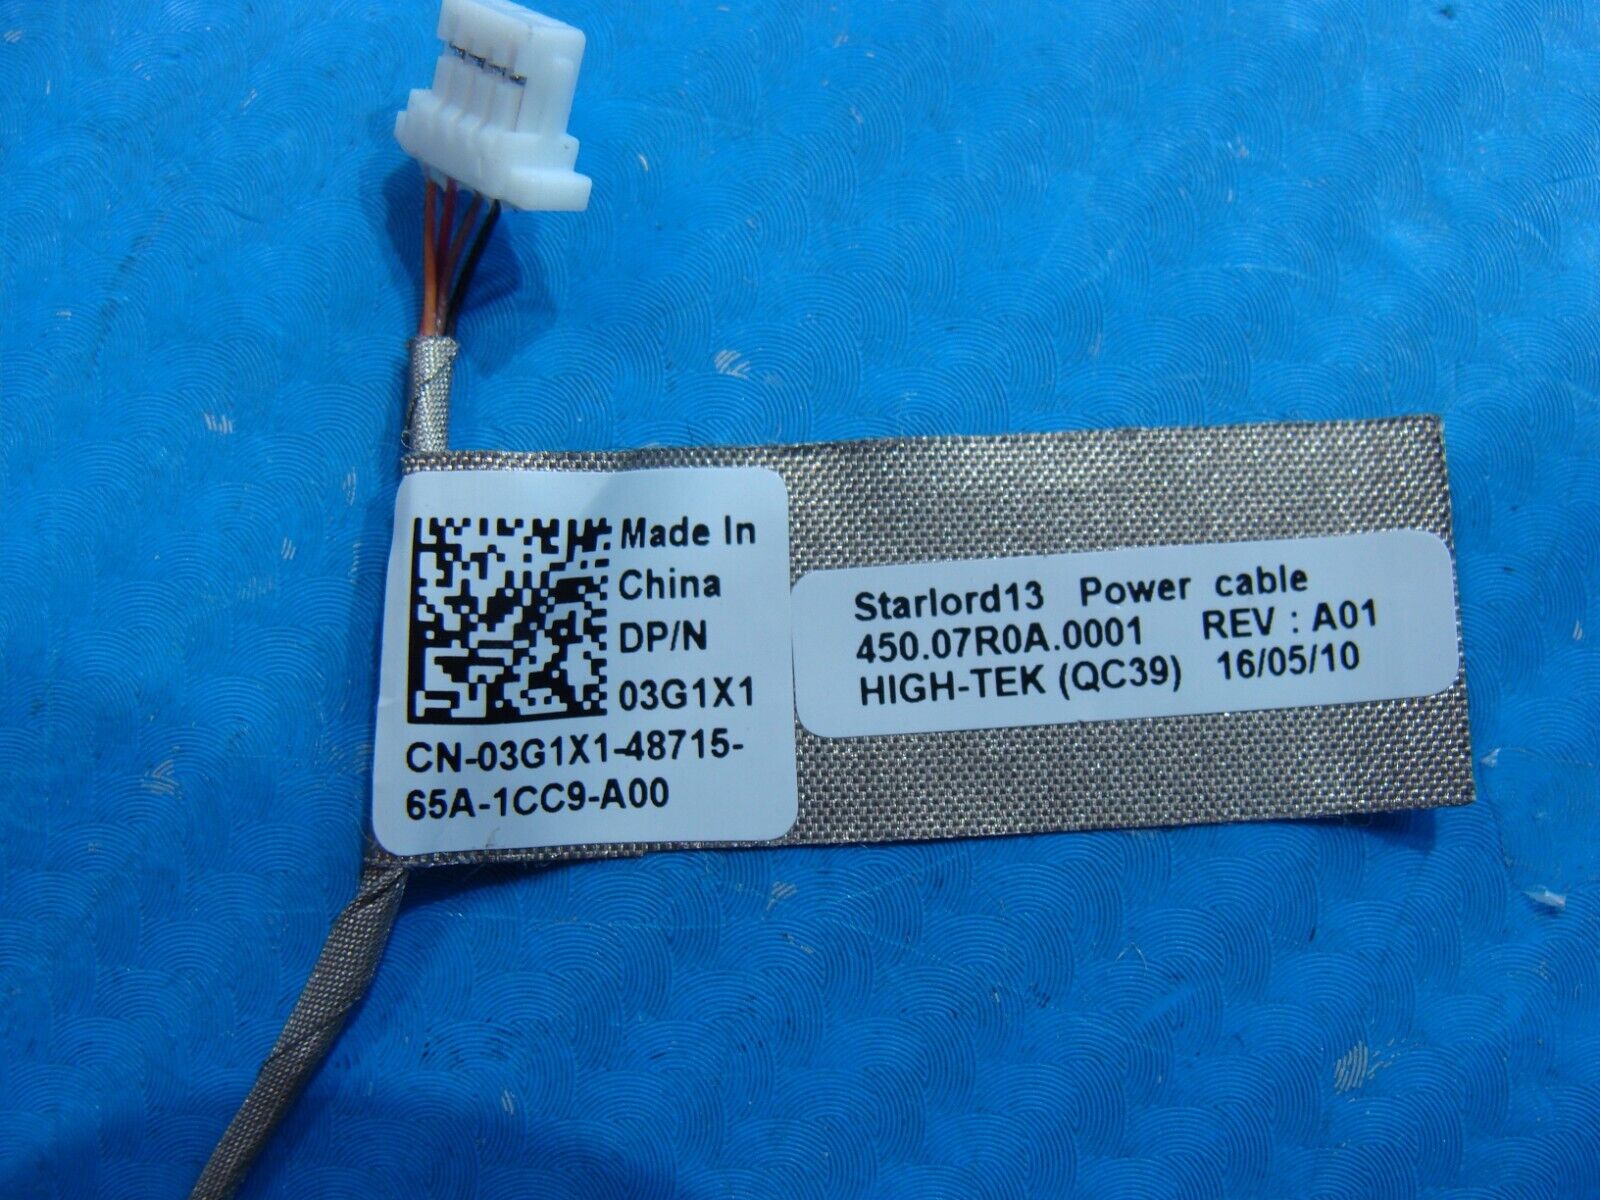 Made In
China
DP/N
03G1X1
CN-03G1X1-48715-
65A-1CC9-A00
Starlord13 Power cable
450.07R0A.0001 REV : A01
HIGH-TEK (QC39) 16/05/10